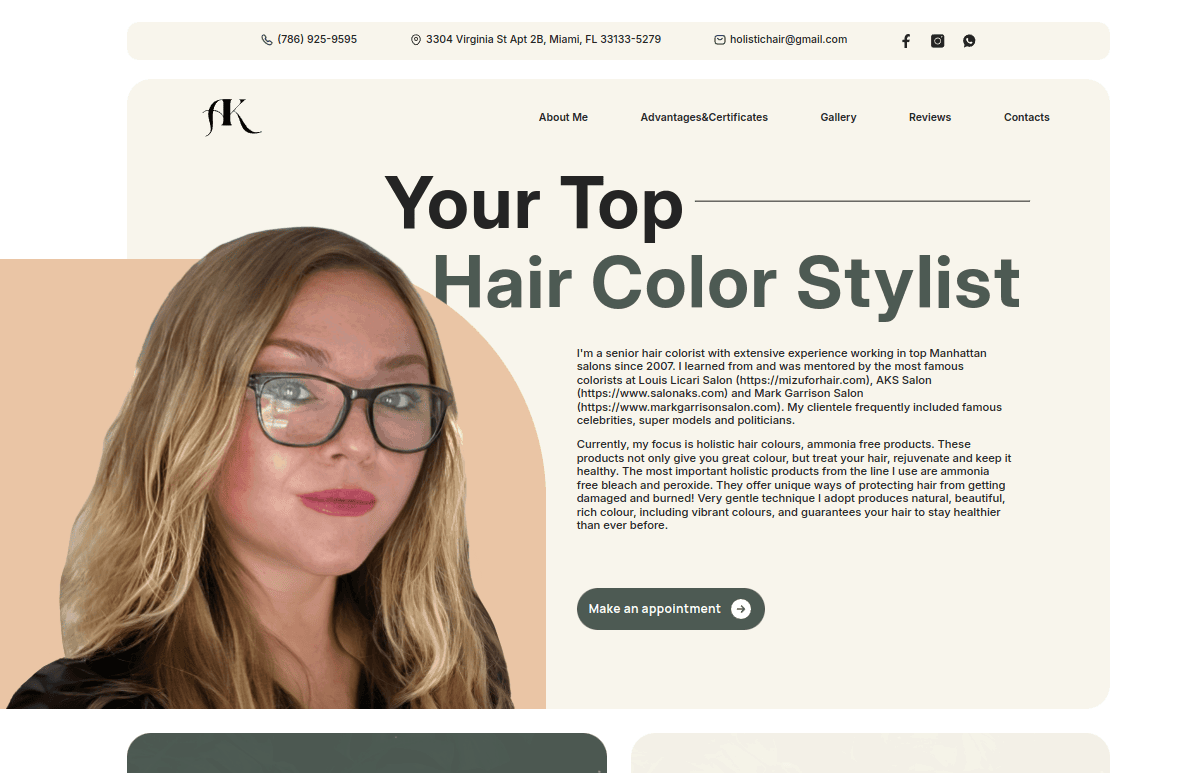 (786) 925-9595
3304 Virginia St Apt 2B, Miami, FL 33133-5279
holistichair@gmail.com
AK
About Me
Advantages&Certificates
Gallery
Reviews
Contacts
Your Top
Hair Color Stylist
I'm a senior hair colorist with extensive experience working in top Manhattan
salons since 2007. I learned from and was mentored by the most famous
colorists at Louis Licari Salon (https://mizuforhair.com), AKS Salon
(https://www.salonaks.com) and Mark Garrison Salon
(https://www.markgarrisonsalon.com). My clientele frequently included famous
celebrities, super models and politicians.
Currently, my focus is holistic hair colours, ammonia free products. These
products not only give you great colour, but treat your hair, rejuvenate and keep it
healthy. The most important holistic products from the line I use are ammonia
free bleach and peroxide. They offer unique ways of protecting hair from getting
damaged and burned! Very gentle technique I adopt produces natural, beautiful,
rich colour, including vibrant colours, and guarantees your hair to stay healthier
than ever before.
Make an appointment